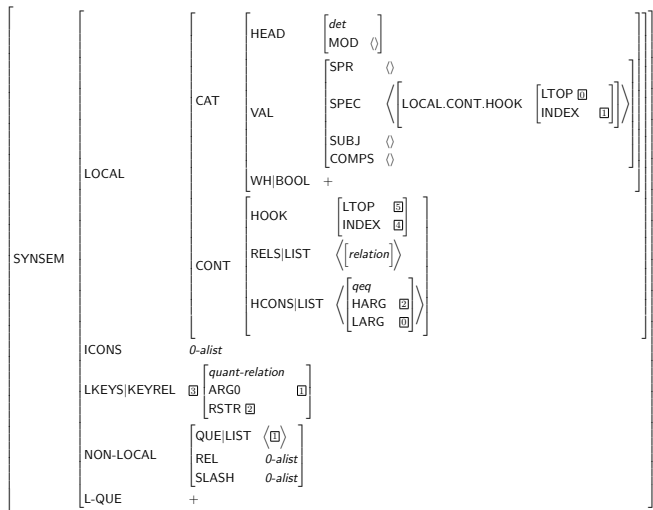 HEAD det
MOD ⟨⟩
SPR ⟨⟩
CAT VAL SPEC ⟨[LOCAL.CONT.HOOK [LTOP 0
INDEX 1]]⟩
SUBJ ⟨⟩
COMPS ⟨⟩
LOCAL
WH|BOOL +
HOOK LTOP 5
INDEX 4
SYNSEM
CONT RELS|LIST ⟨[relation]⟩
HCONS|LIST ⟨qeq
HARG 2
LARG 0⟩
ICONS 0-alist
LKEYS|KEYREL 3 quant-relation
ARG0 1
RSTR 2
NON-LOCAL QUE|LIST ⟨1⟩
REL 0-alist
SLASH 0-alist
L-QUE +